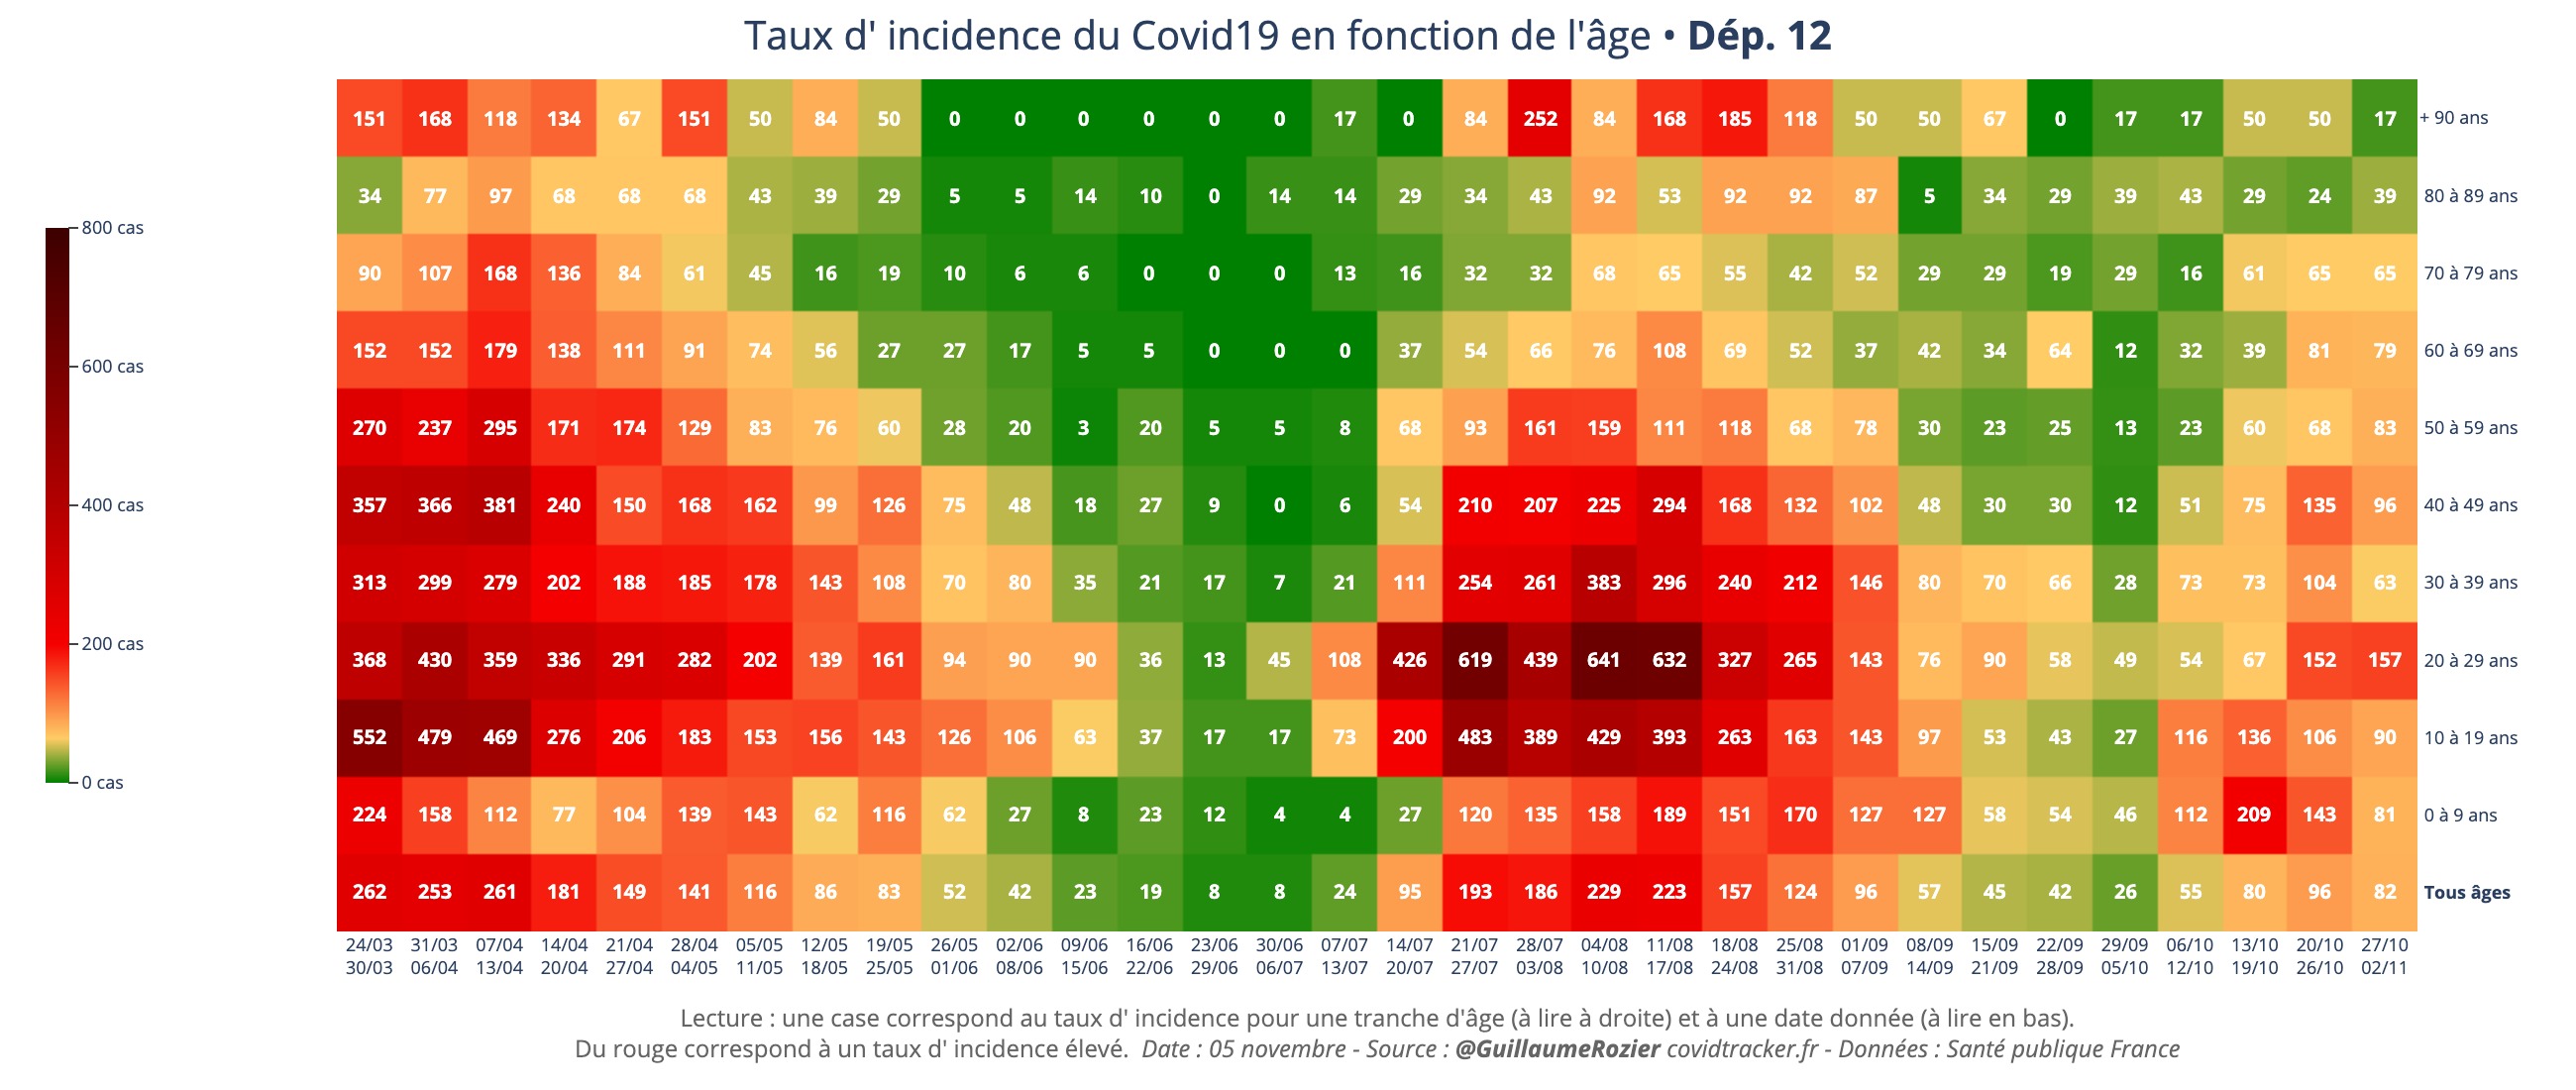 Taux d' incidence du Covid19 en fonction de l'âge • Dép. 12
151 168 118 134 67 151 50 84 50 0 0 0 0 0 0 17 0 84 252 84 168 185 118 50 50 67 0 17 17 50 50 17 + 90 ans
34 77 97 68 68 68 43 39 29 5 5 14 10 0 14 14 29 34 43 92 53 92 92 87 5 34 29 39 43 29 24 39 80 à 89 ans
800 cas
90 107 168 136 84 61 45 16 19 10 6 6 0 0 0 13 16 32 32 68 65 55 42 52 29 29 19 29 16 61 65 65 70 à 79 ans
152 152 179 138 111 91 74 56 27 27 17 5 5 0 0 0 37 54 66 76 108 69 52 37 42 34 64 12 32 39 81 79 60 à 69 ans
600 cas
270 237 295 171 174 129 83 76 60 28 20 3 20 5 5 8 68 93 161 159 111 118 68 78 30 23 25 13 23 60 68 83 50 à 59 ans
400 cas
357 366 381 240 150 168 162 99 126 75 48 18 27 9 0 6 54 210 207 225 294 168 132 102 48 30 30 12 51 75 135 96 40 à 49 ans
313 299 279 202 188 185 178 143 108 70 80 35 21 17 7 21 111 254 261 383 296 240 212 146 80 70 66 28 73 73 104 63 30 à 39 ans
200 cas
368 430 359 336 291 282 202 139 161 94 90 90 36 13 45 108 426 619 439 641 632 327 265 143 76 90 58 49 54 67 152 157 20 à 29 ans
552 479 469 276 206 183 153 156 143 126 106 63 37 17 17 73 200 483 389 429 393 263 163 143 97 53 43 27 116 136 106 90 10 à 19 ans
0 cas
224 158 112 77 104 139 143 62 116 62 27 8 23 12 4 4 27 120 135 158 189 151 170 127 127 58 54 46 112 209 143 81 0 à 9 ans
262 253 261 181 149 141 116 86 83 52 42 23 19 8 8 24 95 193 186 229 223 157 124 96 57 45 42 26 55 80 96 82 Tous âges
24/03 31/03 07/04 14/04 21/04 28/04 05/05 12/05 19/05 26/05 02/06 09/06 16/06 23/06 30/06 07/07 14/07 21/07 28/07 04/08 11/08 18/08 25/08 01/09 08/09 15/09 22/09 29/09 06/10 13/10 20/10 27/10
30/03 06/04 13/04 20/04 27/04 04/05 11/05 18/05 25/05 01/06 08/06 15/06 22/06 29/06 06/07 13/07 20/07 27/07 03/08 10/08 17/08 24/08 31/08 07/09 14/09 21/09 28/09 05/10 12/10 19/10 26/10 02/11
Lecture : une case correspond au taux d' incidence pour une tranche d'âge (à lire à droite) et à une date donnée (à lire en bas).
Du rouge correspond à un taux d' incidence élevé. Date : 05 novembre - Source : @GuillaumeRozier covidtracker.fr - Données : Santé publique France